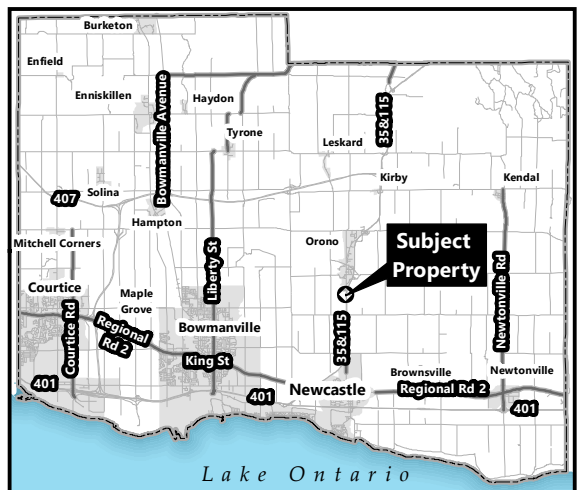 Burketon
Enfield
Enniskillen
Bowmanville Avenue
Haydon
Tyrone
35&115
Leskard
Kirby
Kendal
407
Solina
Hampton
Mitchell Corners
Orono
Subject
Property
Liberty St
Newtonville Rd
Courtice
Maple
Grove
Courtice Rd
Regional
Rd 2
Bowmanville
King St
35&115
Brownsville
Newtonville
401
401
Newcastle
Regional Rd 2
401
Lake Ontario